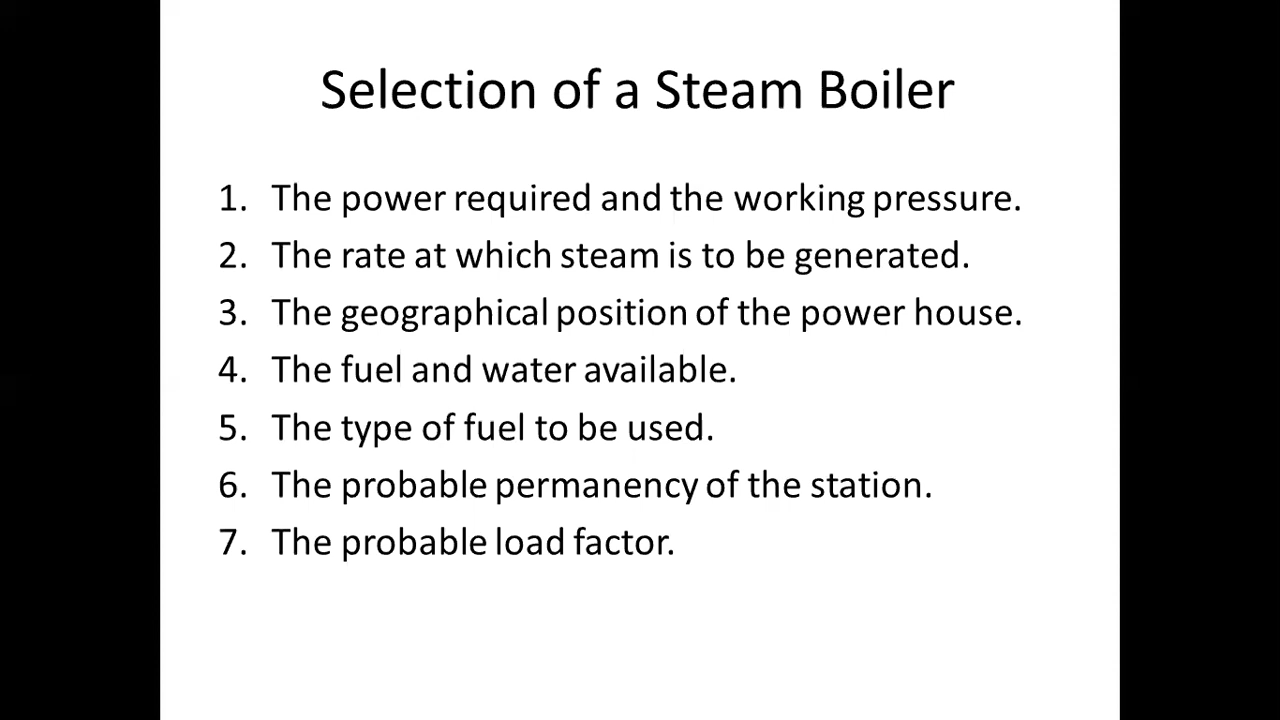 Selection of a Steam Boiler
1. The power required and the working pressure.
2. The rate at which steam is to be generated.
3. The geographical position of the power house.
4. The fuel and water available.
5. The type of fuel to be used.
6. The probable permanency of the station.
7. The probable load factor.